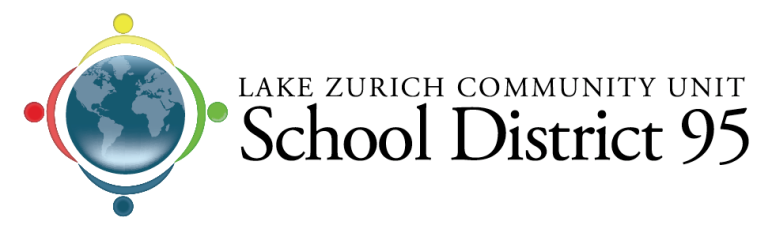 LAKE ZURICH COMMUNITY UNIT
School District 95